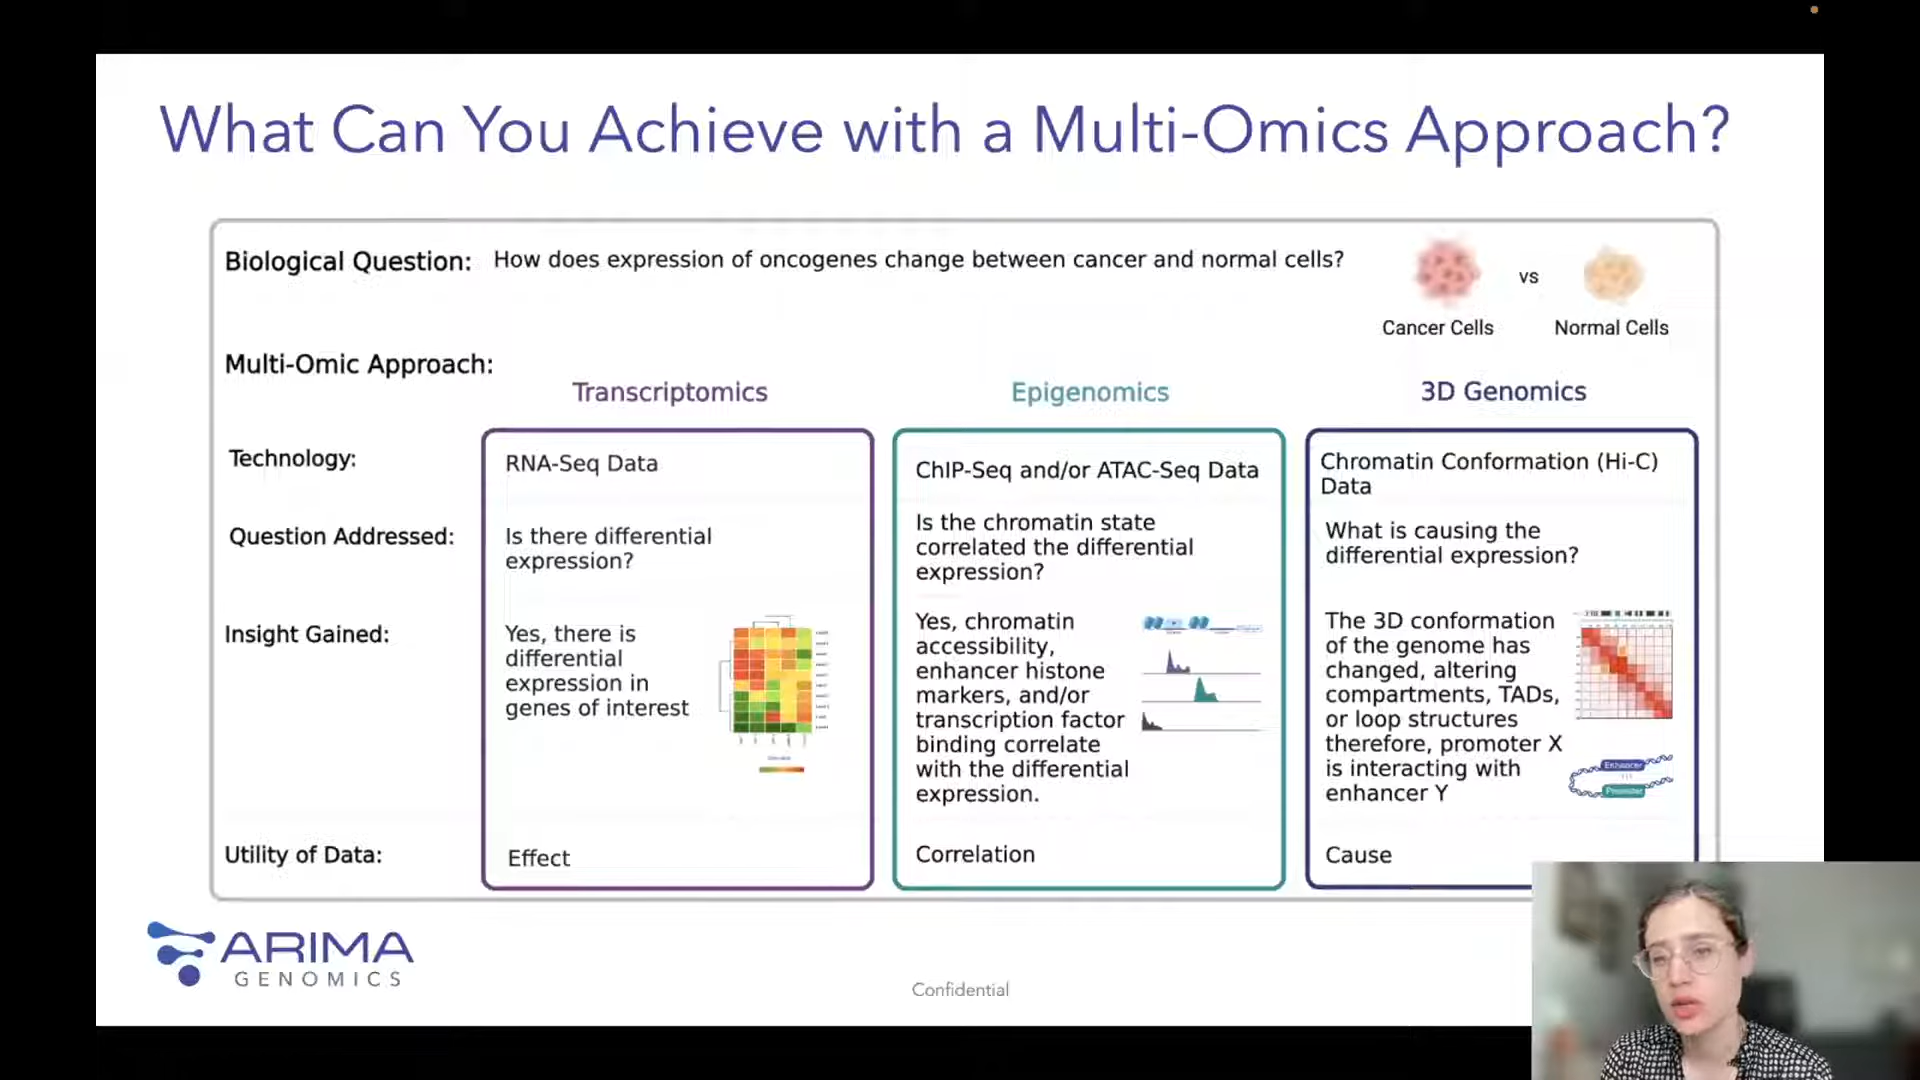 What Can You Achieve with a Multi-Omics Approach?
Biological Question:
How does expression of oncogenes change between cancer and normal cells?
vs
Cancer Cells
Normal Cells
Multi-Omic Approach:
Transcriptomics
Epigenomics
3D Genomics
Technology:
RNA-Seq Data
ChIP-Seq and/or ATAC-Seq Data
Chromatin Conformation (Hi-C)
Data
Question Addressed:
Is there differential
expression?
Is the chromatin state
correlated the differential
expression?
What is causing the
differential expression?
Insight Gained:
Yes, there is
differential
expression in
genes of interest
Yes, chromatin
accessibility,
enhancer histone
markers, and/or
transcription factor
binding correlate
with the differential
expression.
The 3D conformation
of the genome has
changed, altering
compartments, TADs,
or loop structures
therefore, promoter X
is interacting with
enhancer Y
Enhancer
Promoter
Utility of Data:
Effect
Correlation
Cause
ARIMA
GENOMICS
Confidential